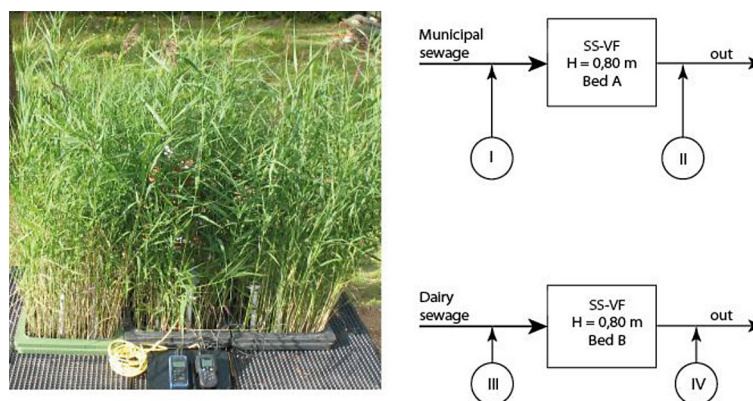 Municipal
sewage
SS-VF
H = 0,80 m
Bed A
out
I
II
Dairy
sewage
SS-VF
H = 0,80 m
Bed B
out
III
IV